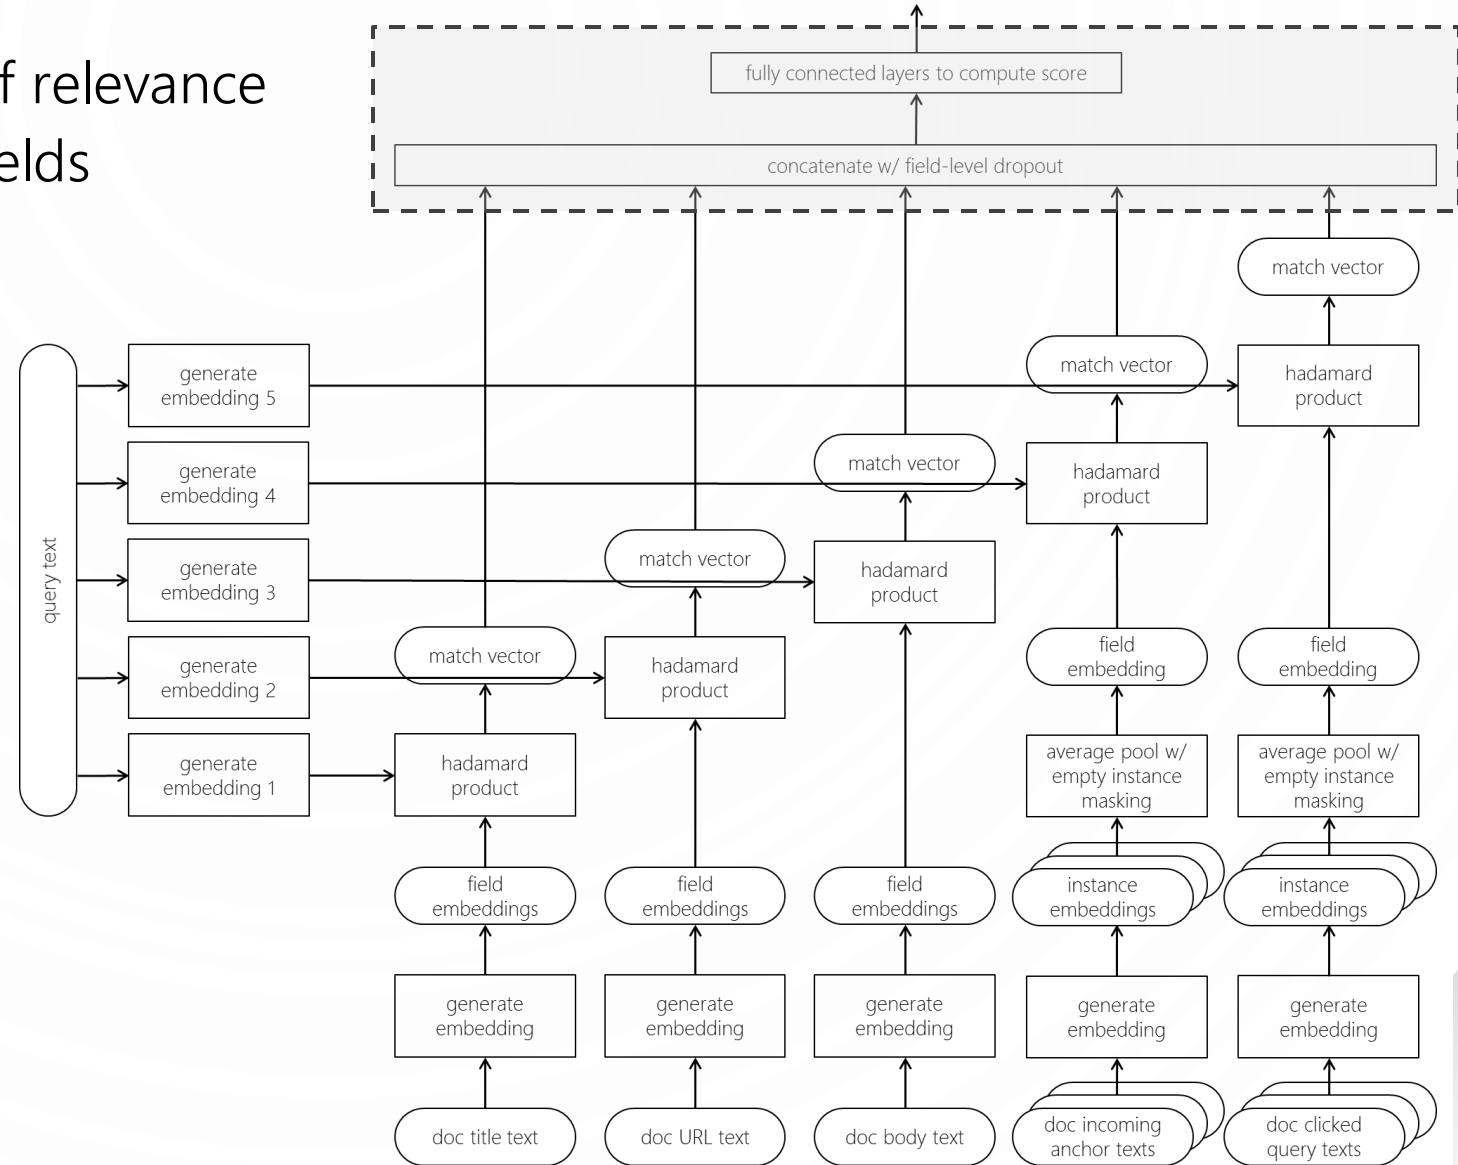 f relevance
elds
fully connected layers to compute score
concatenate w/ field-level dropout
match vector
match vector
hadamard
product
generate
embedding 5
match vector
hadamard
product
generate
embedding 4
match vector
hadamard
product
generate
embedding 3
query text
match vector
hadamard
product
generate
embedding 2
field
embedding
field
embedding
hadamard
product
generate
embedding 1
average pool w/
empty instance
masking
average pool w/
empty instance
masking
field
embeddings
field
embeddings
field
embeddings
instance
embeddings
instance
embeddings
generate
embedding
generate
embedding
generate
embedding
generate
embedding
generate
embedding
doc title text
doc URL text
doc body text
doc incoming
anchor texts
doc clicked
query texts